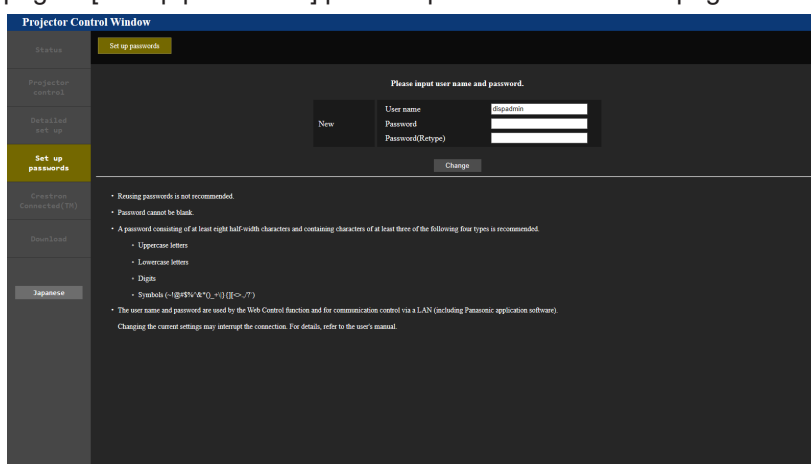 Projector Control Window
Status
Set up passwords
Projector
control
Detailed
set up
Set up
passwords
Crestron
Connected(TM)
Download
Japanese
Please input user name and password.
New
User name
dispadmin
Password
Password(Retype)
Change
• Reusing passwords is not recommended.
• Password cannot be blank.
• A password consisting of at least eight half-width characters and containing characters of at least three of the following four types is recommended.
• Uppercase letters
• Lowercase letters
• Digits
• Symbols
• The user name and password are used by the Web Control function and for communication control via a LAN (including Panasonic application software).
Changing the current settings may interrupt the connection. For details, refer to the user's manual.